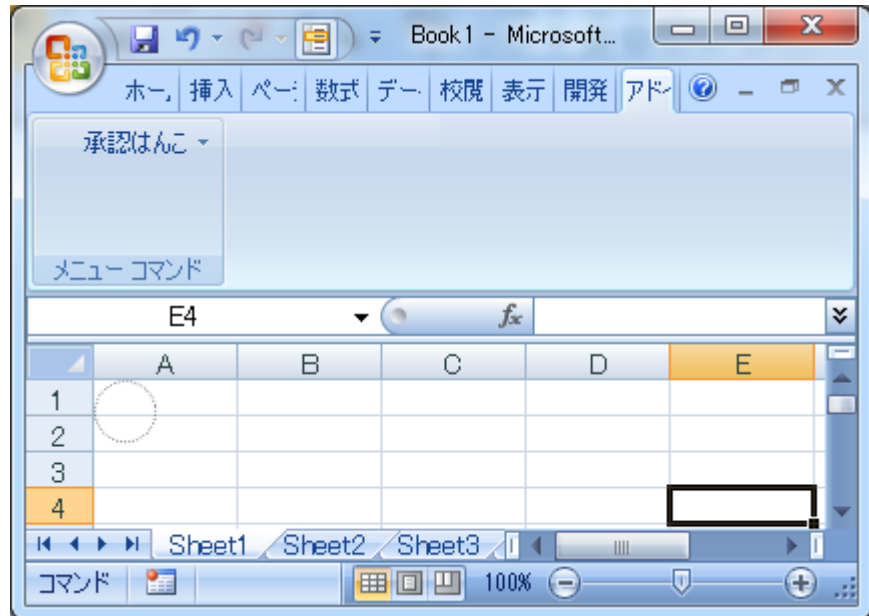 Book1 - Microsoft...
ホーム 挿入 ペー 数式 デー 校閲 表示 開発 アド
承認はんこ
メニュー コマンド
E4 fx
A B C D E
1
2
3
4
Sheet1 Sheet2 Sheet3
コマンド 100%